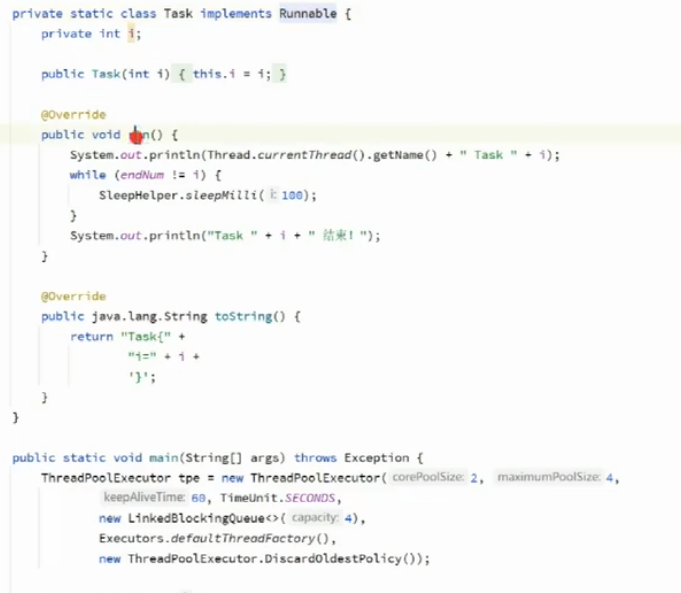 private static class Task implements Runnable {
private int i;
public Task(int i) { this.i = i; }
@Override
public void run() {
System.out.println(Thread.currentThread().getName() + " Task " + i);
while (endNum != i) {
SleepHelper.sleepMilli( i: 100);
}
System.out.println("Task " + i + " 结束! ");
}
@Override
public java.lang.String toString() {
return "Task{" +
"i=" + i +
'}';
}
}
public static void main(String[] args) throws Exception {
ThreadPoolExecutor tpe = new ThreadPoolExecutor( corePoolSize: 2, maximumPoolSize: 4,
keepAliveTime: 60, TimeUnit.SECONDS,
new LinkedBlockingQueue<>( capacity: 4),
Executors.defaultThreadFactory(),
new ThreadPoolExecutor.DiscardOldestPolicy());